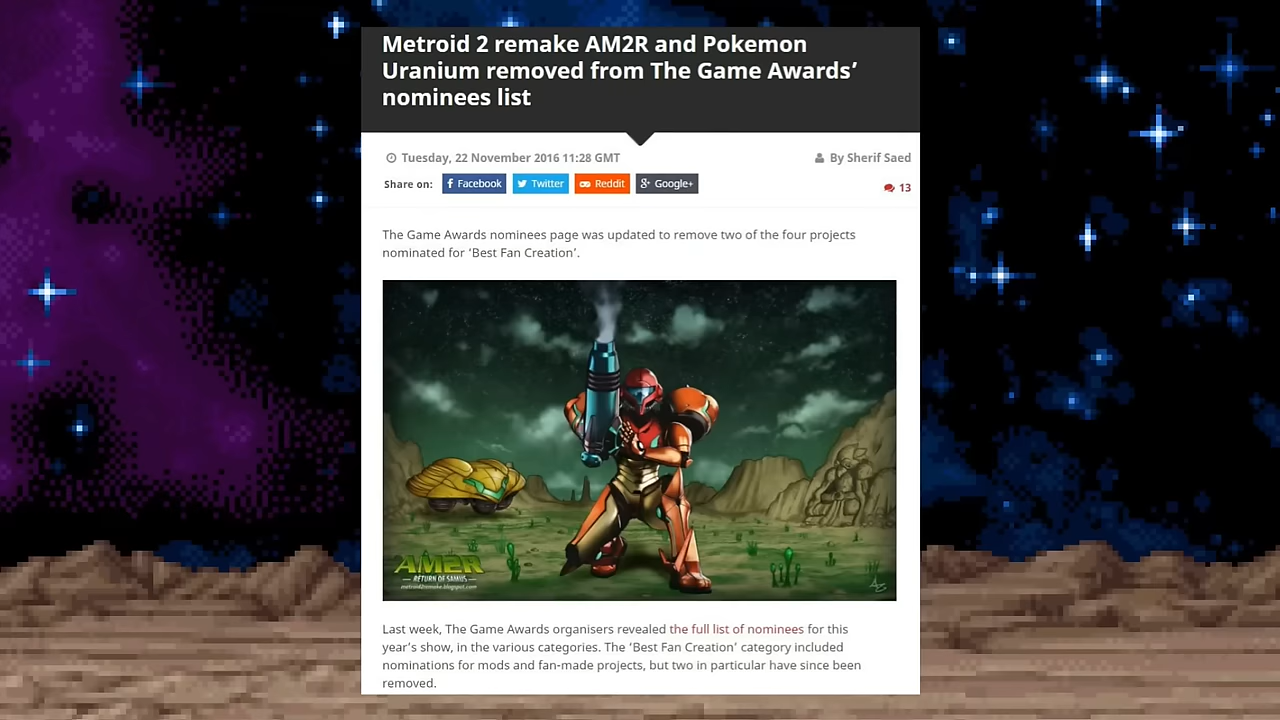 Metroid 2 remake AM2R and Pokemon
Uranium removed from The Game Awards’
nominees list
Tuesday, 22 November 2016 11:28 GMT
By Sherif Saed
Share on:
Facebook
Twitter
Reddit
Google+
13
The Game Awards nominees page was updated to remove two of the four projects
nominated for ‘Best Fan Creation’.
AM2R
RETURN OF SAMUS
metroid2remake.blogspot.com
Last week, The Game Awards organisers revealed the full list of nominees for this
year’s show, in the various categories. The ‘Best Fan Creation’ category included
nominations for mods and fan-made projects, but two in particular have since been
removed.